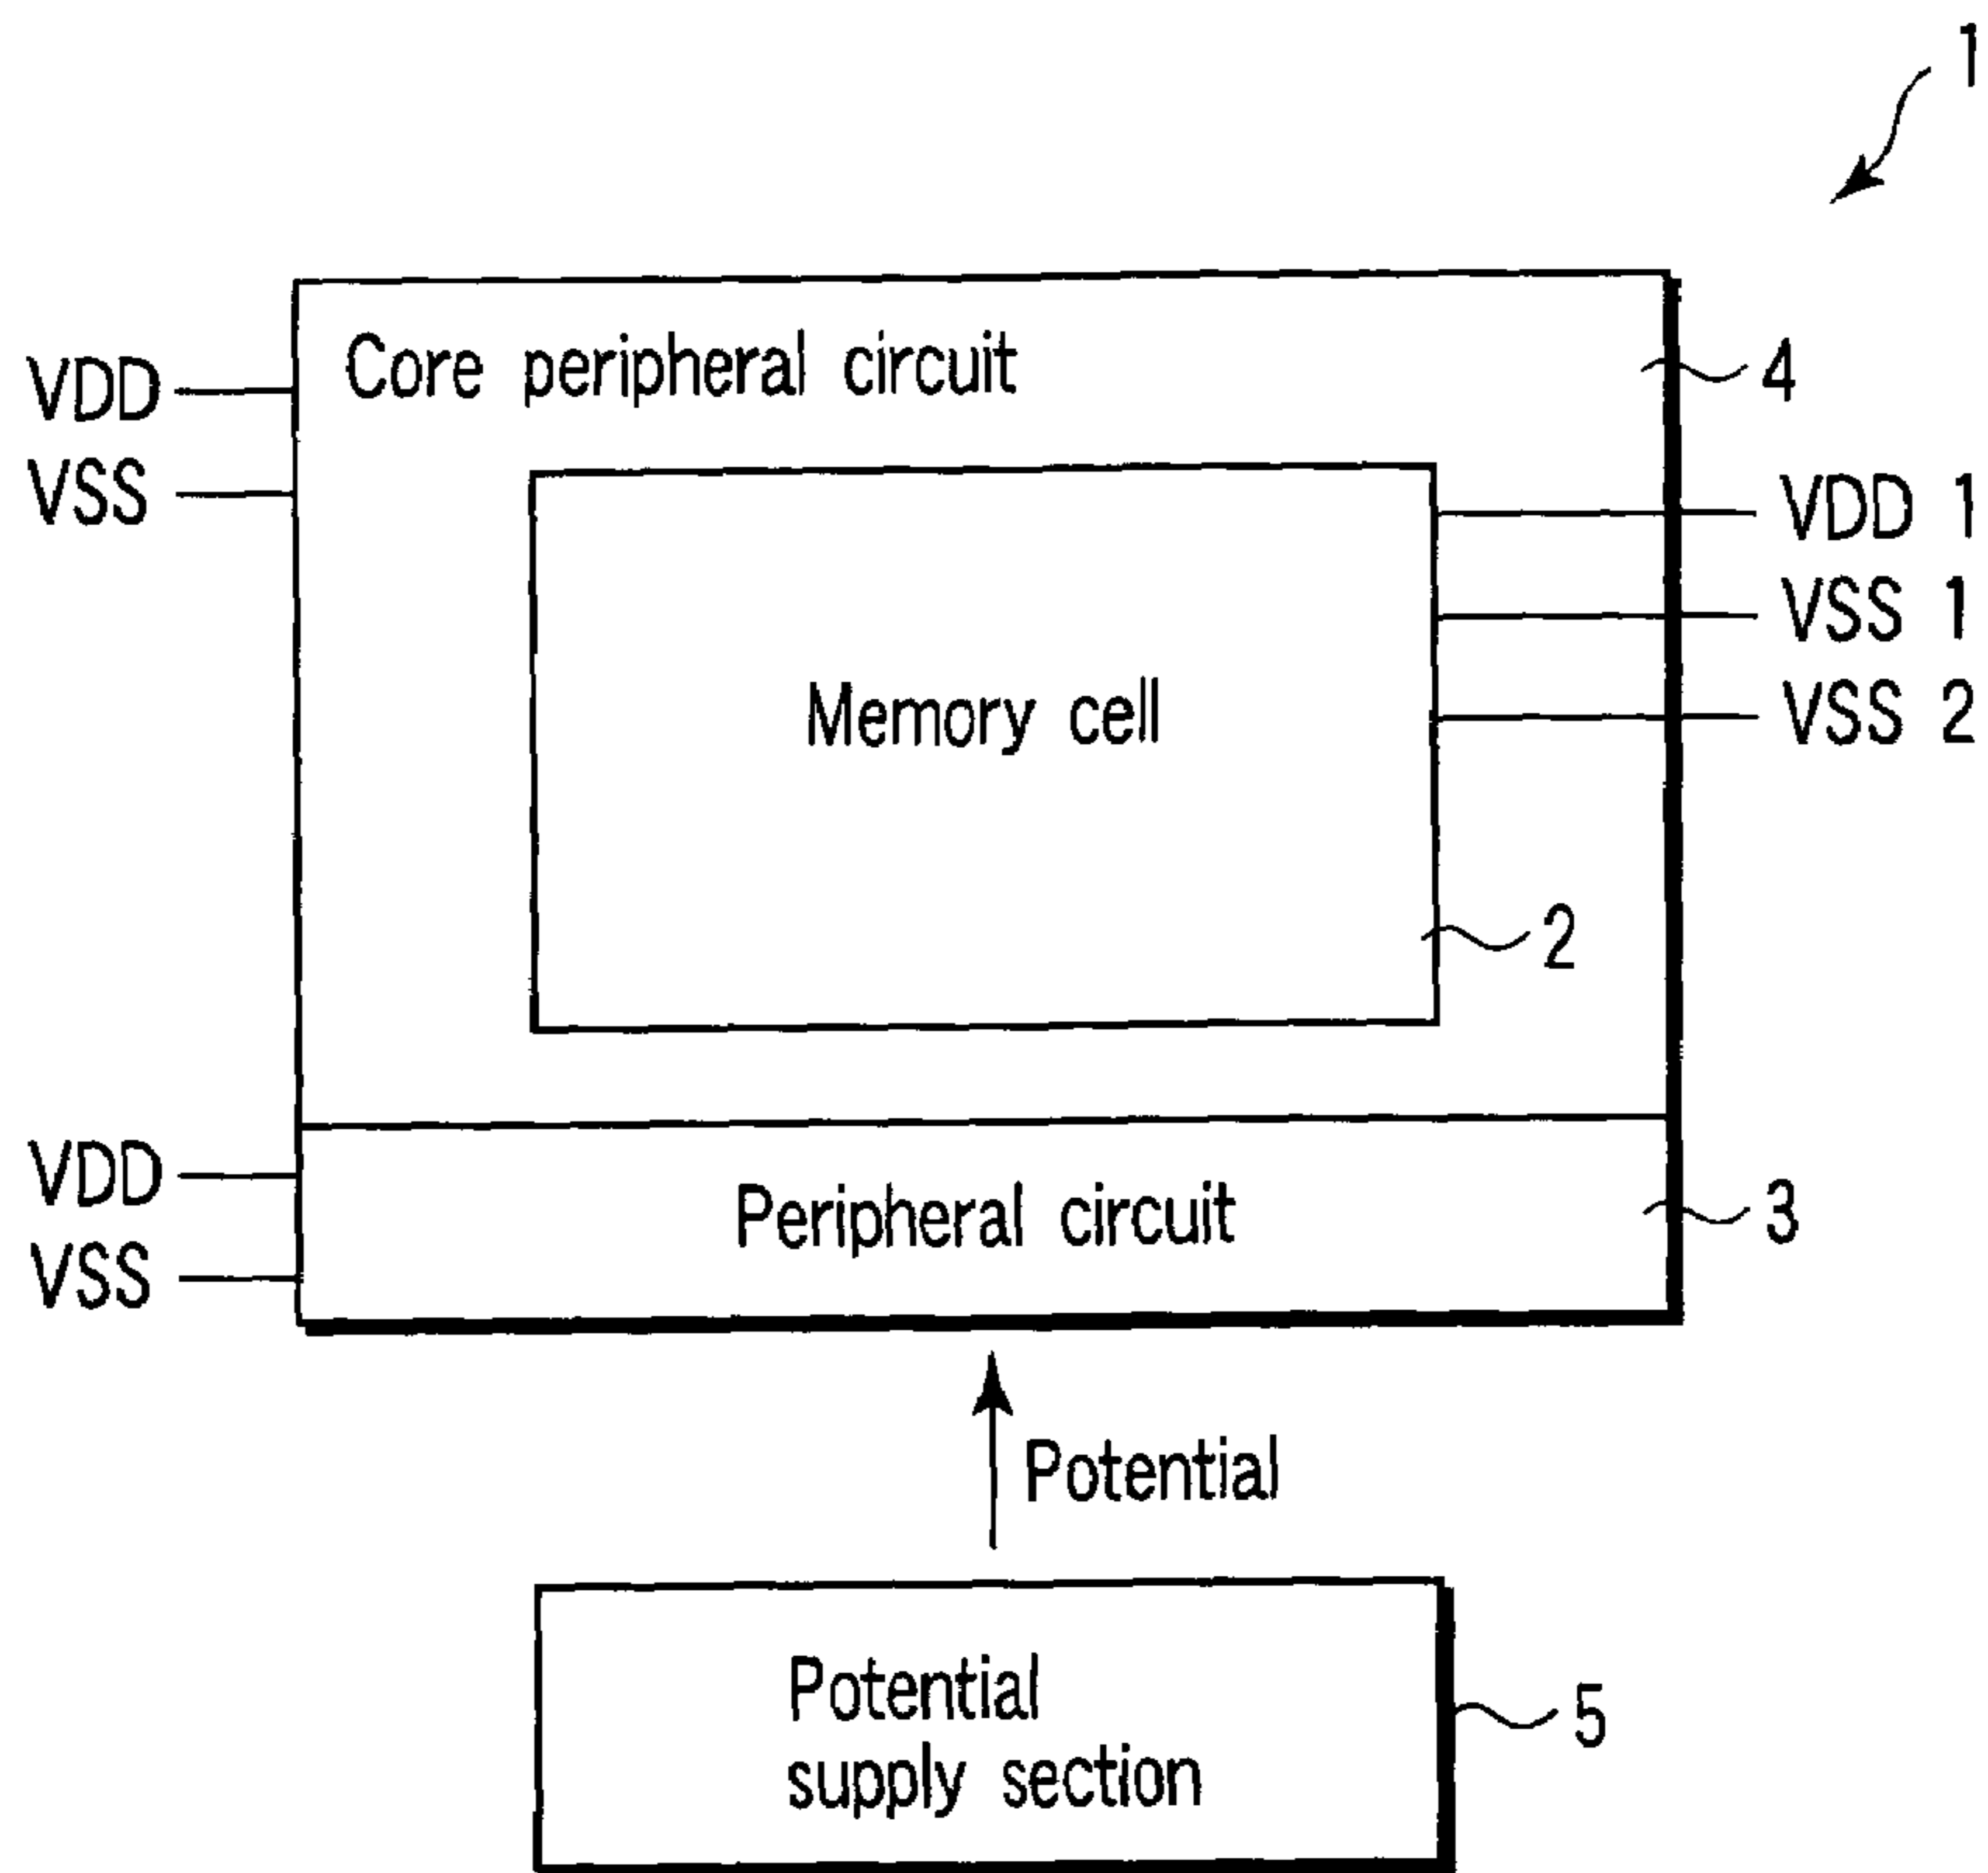 1
Core peripheral circuit
4
VDD
VSS
VDD 1
VSS 1
VSS 2
Memory cell
2
VDD
VSS
Peripheral circuit
3
Potential
Potential
supply section
5